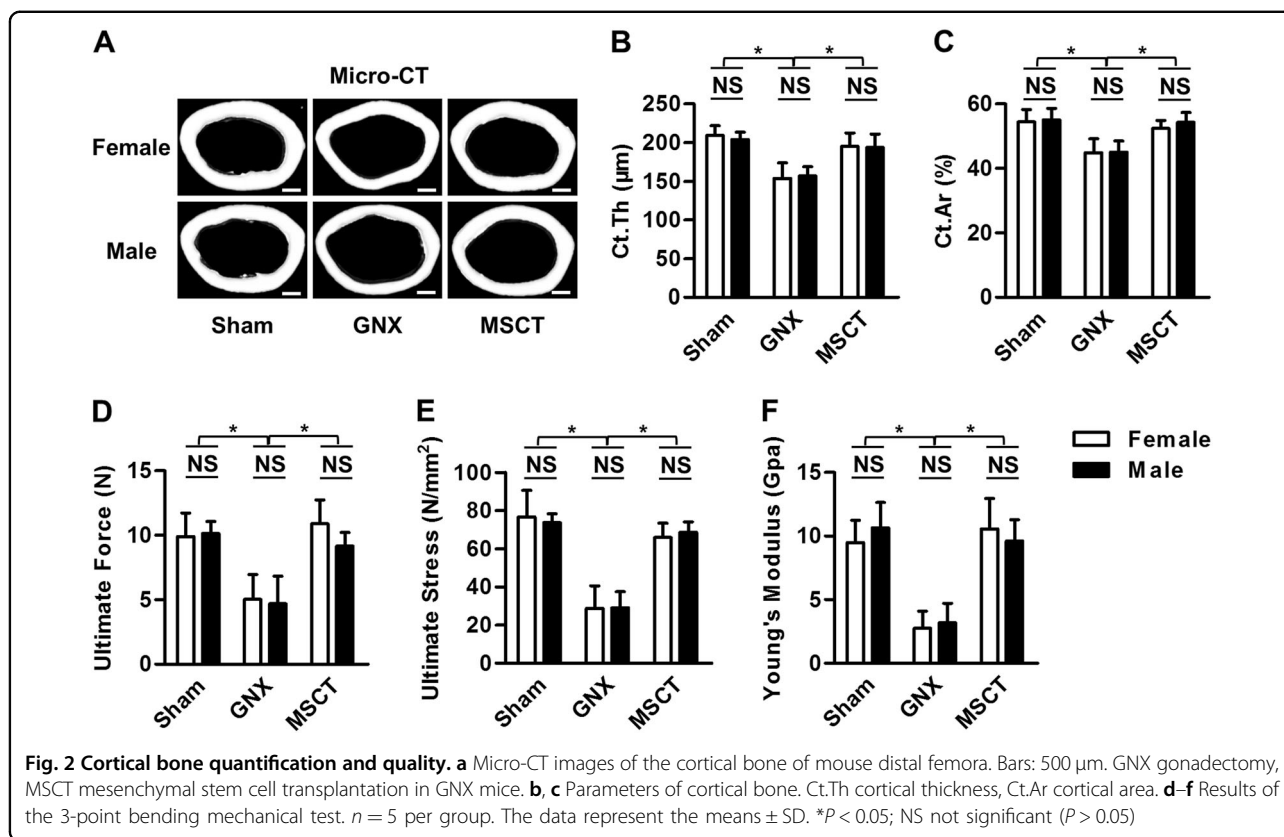 A
Micro-CT
Female
Male
Sham GNX MSCT
B
* *
NS NS NS
Ct.Th (μm)
250
200
150
100
50
0
Sham GNX MSCT
C
* *
NS NS NS
Ct.Ar (%)
60
40
20
0
Sham GNX MSCT
D
* *
NS NS NS
Ultimate Force (N)
15
10
5
0
Sham GNX MSCT
E
* *
NS NS NS
Ultimate Stress (N/mm²)
100
80
60
40
20
0
Sham GNX MSCT
F
* *
NS NS NS
Young's Modulus (Gpa)
15
10
5
0
Sham GNX MSCT
Female
Male
Fig. 2 Cortical bone quantification and quality. a Micro-CT images of the cortical bone of mouse distal femora. Bars: 500 μm. GNX gonadectomy,
MSCT mesenchymal stem cell transplantation in GNX mice. b, c Parameters of cortical bone. Ct.Th cortical thickness, Ct.Ar cortical area. d–f Results of
the 3-point bending mechanical test. n = 5 per group. The data represent the means ± SD. *P < 0.05; NS not significant (P > 0.05)